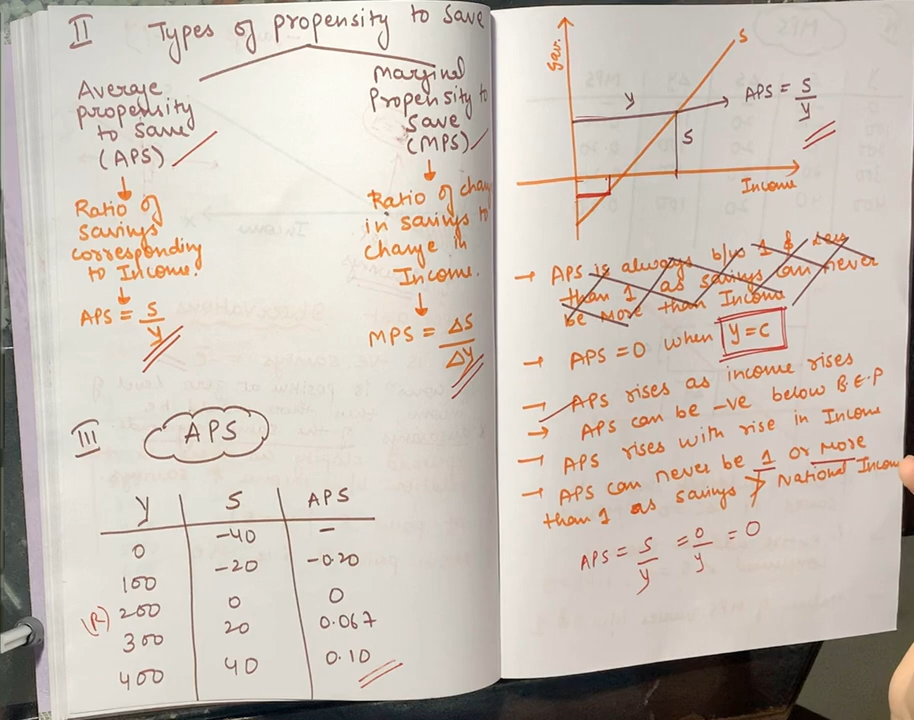 II Types of propensity to save
Average
propensity
to Save
(APS)
Ratio of
savings
corresponding
to Income.
APS = S/Y
Marginal
Propensity to
Save
(MPS)
Ratio of chan
in savings to
change in
Income.
MPS = ΔS/ΔY
III APS
Y S APS
0 -40 -
100 -20 -0.20
(R) 200 0 0
300 20 0.067
400 40 0.10
Sav.
S
Y
S
APS = S/Y
Income
→ APS is always b/w 1 & less
than 1 as savings can never
be more than Income
→ APS = 0 when Y = C
→ APS rises as income rises
→ APS can be -ve below B.E.P
→ APS rises with rise in Income
→ APS can never be 1 or more
than 1 as savings ≯ National Income
APS = S/Y = 0/Y = 0